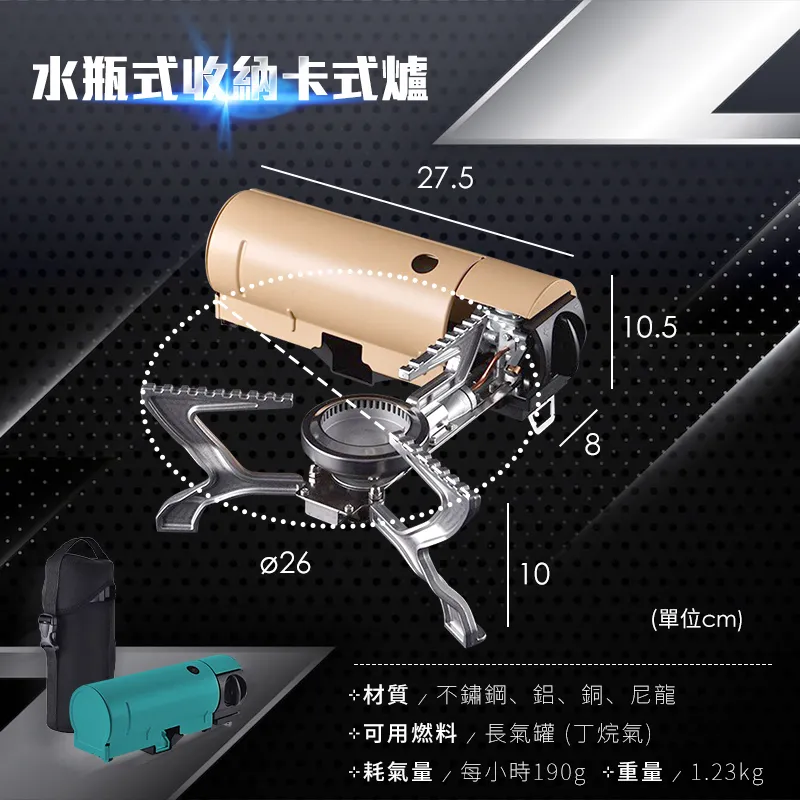 水瓶式收納卡式爐
27.5
10.5
8
ø26
10
(單位cm)
材質／不鏽鋼、鋁、銅、尼龍
可用燃料／長氣罐 (丁烷氣)
耗氣量／每小時190g 重量／1.23kg